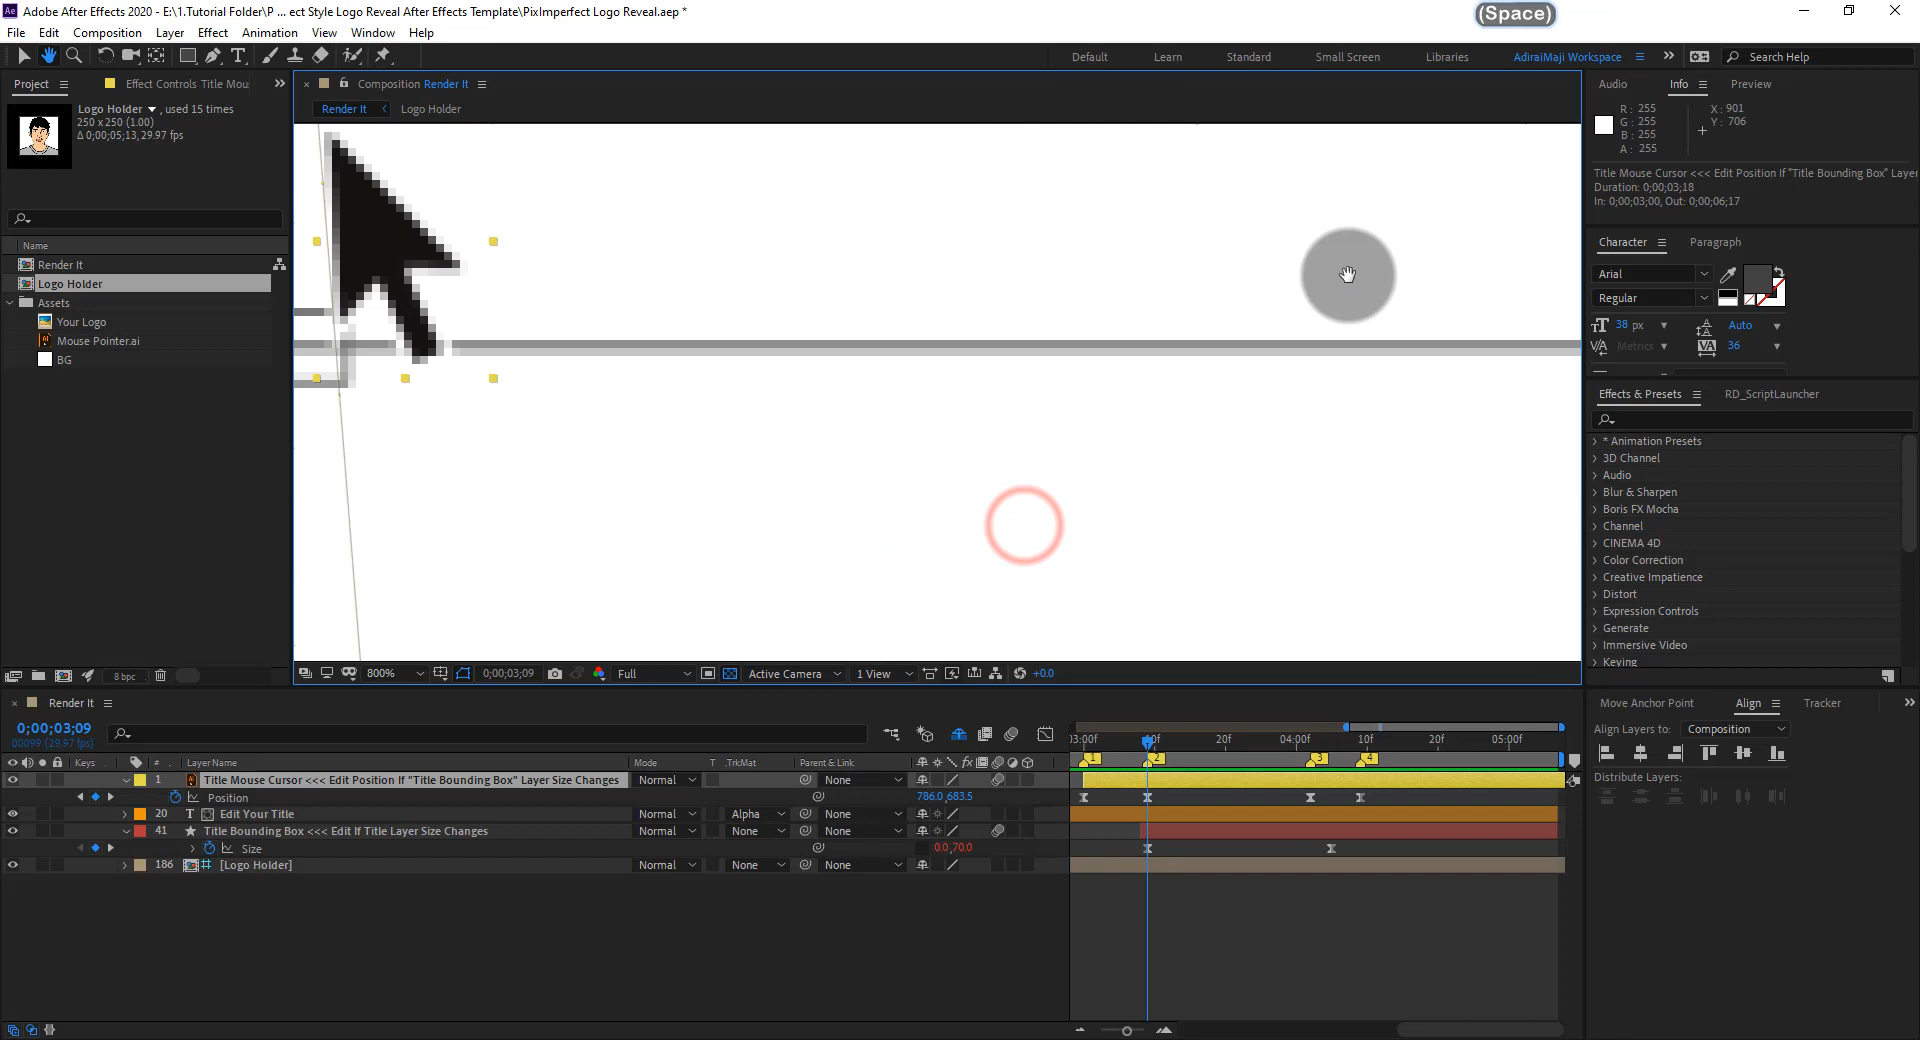 Adobe After Effects 2020 - E:\1.Tutorial Folder\P ... ect Style Logo Reveal After Effects Template\PixImperfect Logo Reveal.aep *
(Space)
File Edit Composition Layer Effect Animation View Window Help
Default Learn Standard Small Screen Libraries AdiraiMaji Workspace Search Help
Project Effect Controls Title Mou
Composition Render It
Audio Info Preview
Logo Holder , used 15 times
250 x 250 (1.00)
Δ 0;00;05;13, 29.97 fps
Render It Logo Holder
R : 255 X : 901
G : 255 Y : 706
B : 255
A : 255
Title Mouse Cursor <<< Edit Position If "Title Bounding Box" Layer
Duration: 0;00;03;18
In: 0;00;03;00, Out: 0;00;06;17
Name
Render It
Logo Holder
Assets
Your Logo
Mouse Pointer.ai
BG
Character Paragraph
Arial
Regular
38 px Auto
Metrics 36
Effects & Presets RD_ScriptLauncher
* Animation Presets
3D Channel
Audio
Blur & Sharpen
Boris FX Mocha
Channel
CINEMA 4D
Color Correction
Creative Impatience
Distort
Expression Controls
Generate
Immersive Video
Keying
8 bpc
800% 0;00;03;09 Full Active Camera 1 View +0.0
Render It
0;00;03;09
00099 (29.97 fps)
03:00f 10f 20f 04:00f 10f 20f 05:00f
Keys # Layer Name Mode T .TrkMat Parent & Link
1 2 3 4
1 Title Mouse Cursor <<< Edit Position If "Title Bounding Box" Layer Size Changes Normal None
Position 786.0,683.5
20 T Edit Your Title Normal Alpha None
41 Title Bounding Box <<< Edit If Title Layer Size Changes Normal None None
Size 0.0,70.0
186 [Logo Holder] Normal None None
Move Anchor Point Align Tracker
Align Layers to: Composition
Distribute Layers: